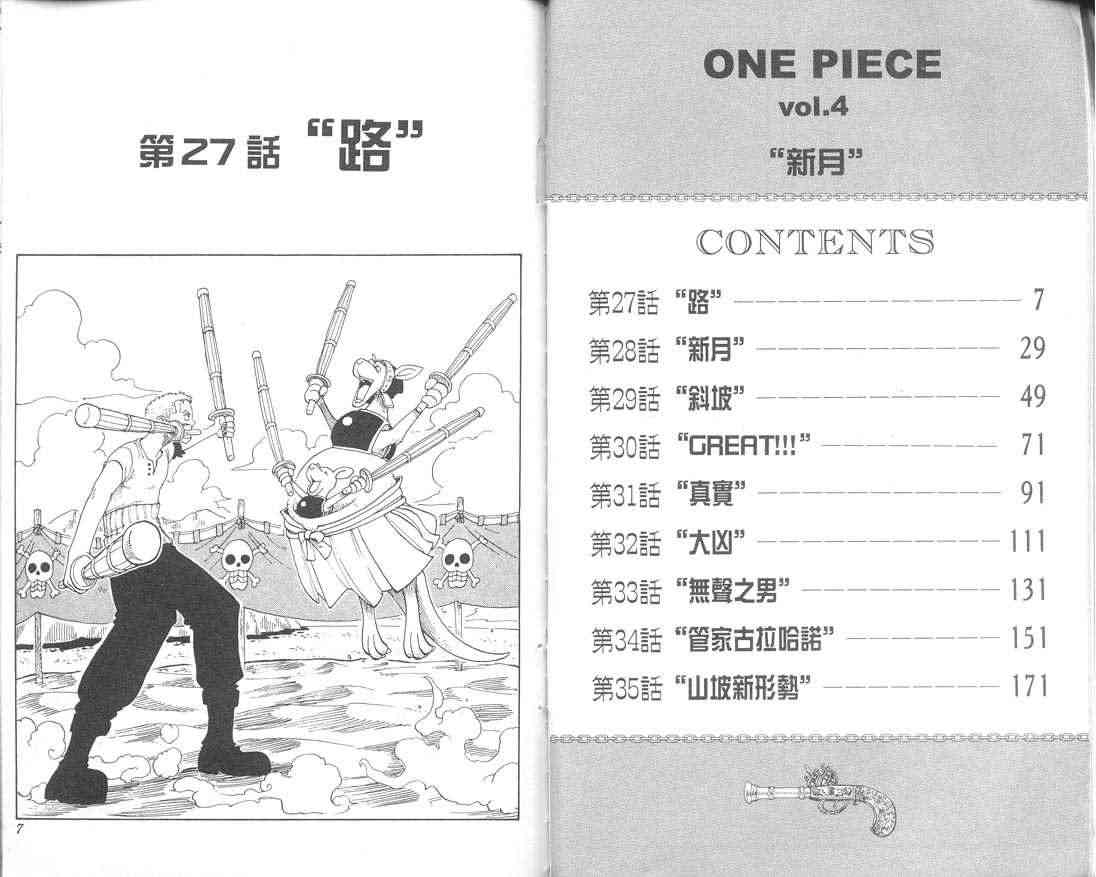 ONE PIECE
vol.4
“新月”
CONTENTS
第27話 “路” 7
第28話 “新月” 29
第29話 “斜坡” 49
第30話 “GREAT!!!” 71
第31話 “真實” 91
第32話 “大凶” 111
第33話 “無聲之男” 131
第34話 “管家古拉哈諾” 151
第35話 “山坡新形勢” 171
第27話 “路”
7